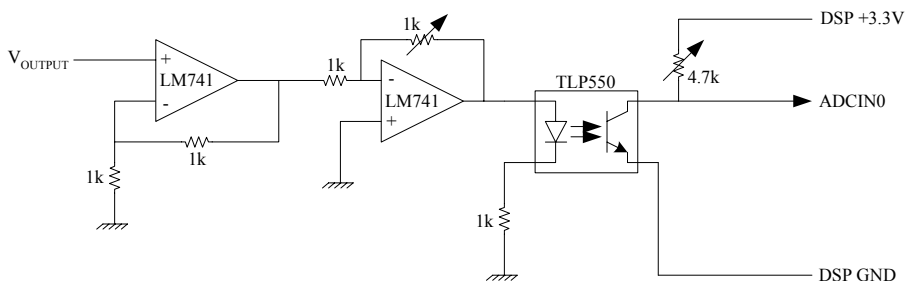 DSP +3.3V
1k
V_OUTPUT
+
LM741
-
1k
1k
1k
-
LM741
+
TLP550
4.7k
ADCIN0
1k
DSP GND